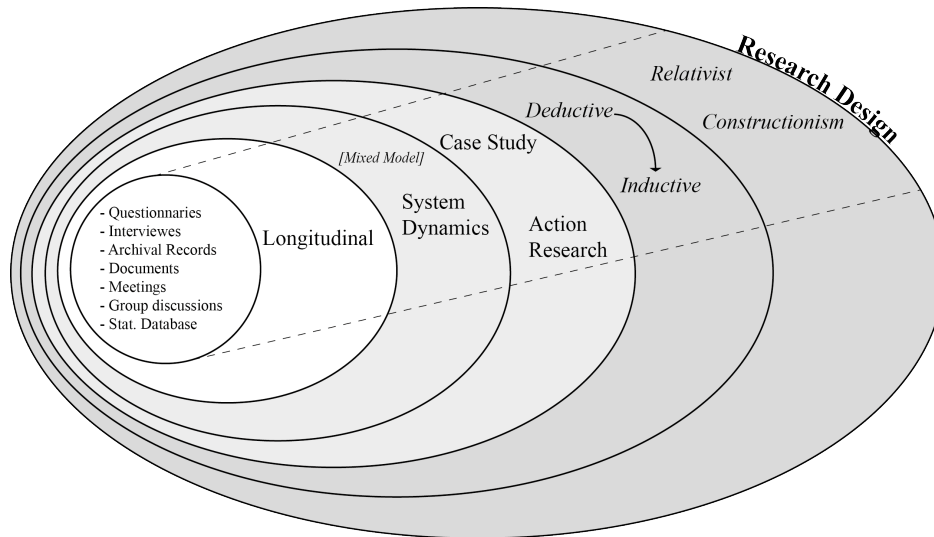 Research Design
Relativist
Constructionism
Deductive
Inductive
Case Study
Action
Research
[Mixed Model]
System
Dynamics
Longitudinal
- Questionnaries
- Interviewes
- Archival Records
- Documents
- Meetings
- Group discussions
- Stat. Database